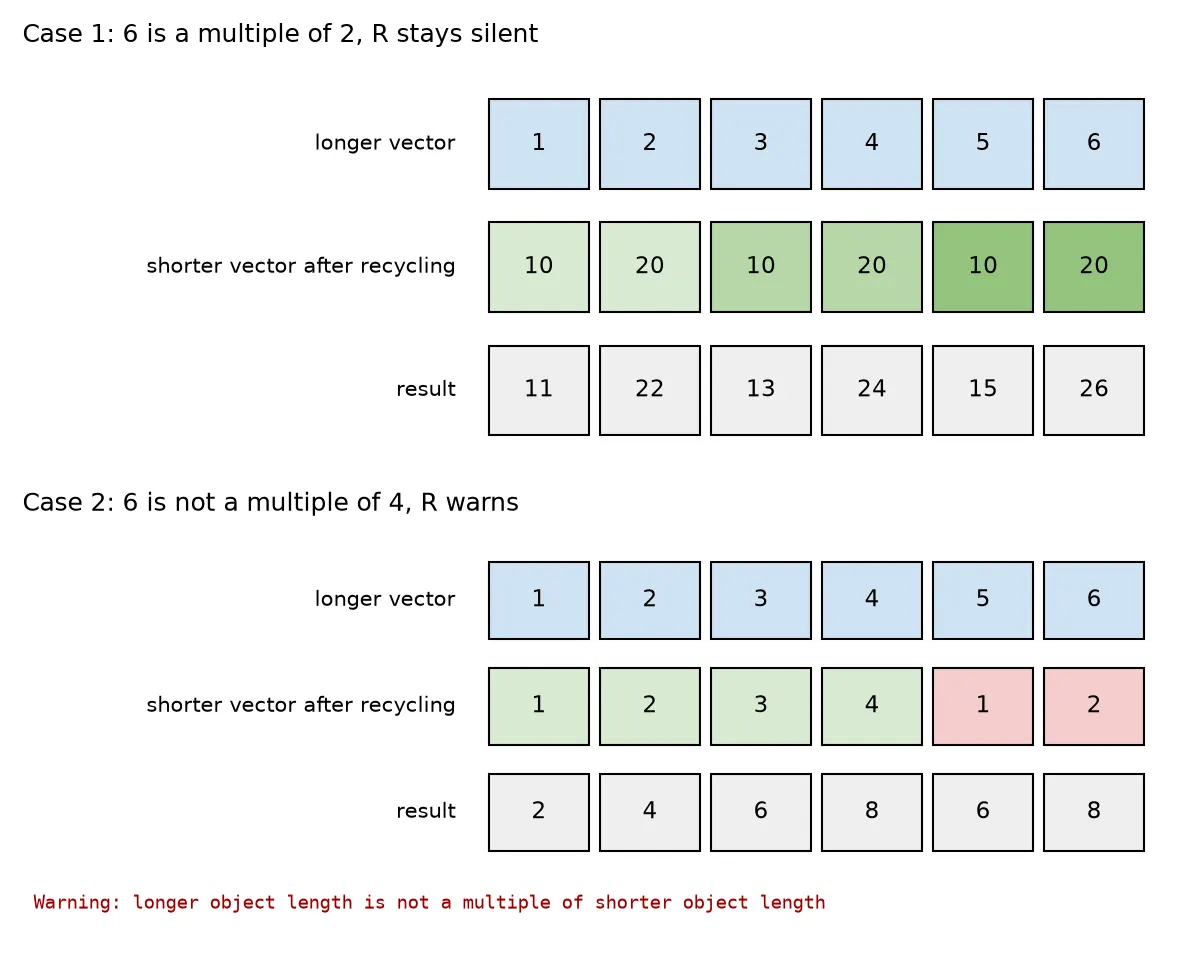 Case 1: 6 is a multiple of 2, R stays silent
longer vector 1 2 3 4 5 6
shorter vector after recycling 10 20 10 20 10 20
result 11 22 13 24 15 26
Case 2: 6 is not a multiple of 4, R warns
longer vector 1 2 3 4 5 6
shorter vector after recycling 1 2 3 4 1 2
result 2 4 6 8 6 8
Warning: longer object length is not a multiple of shorter object length